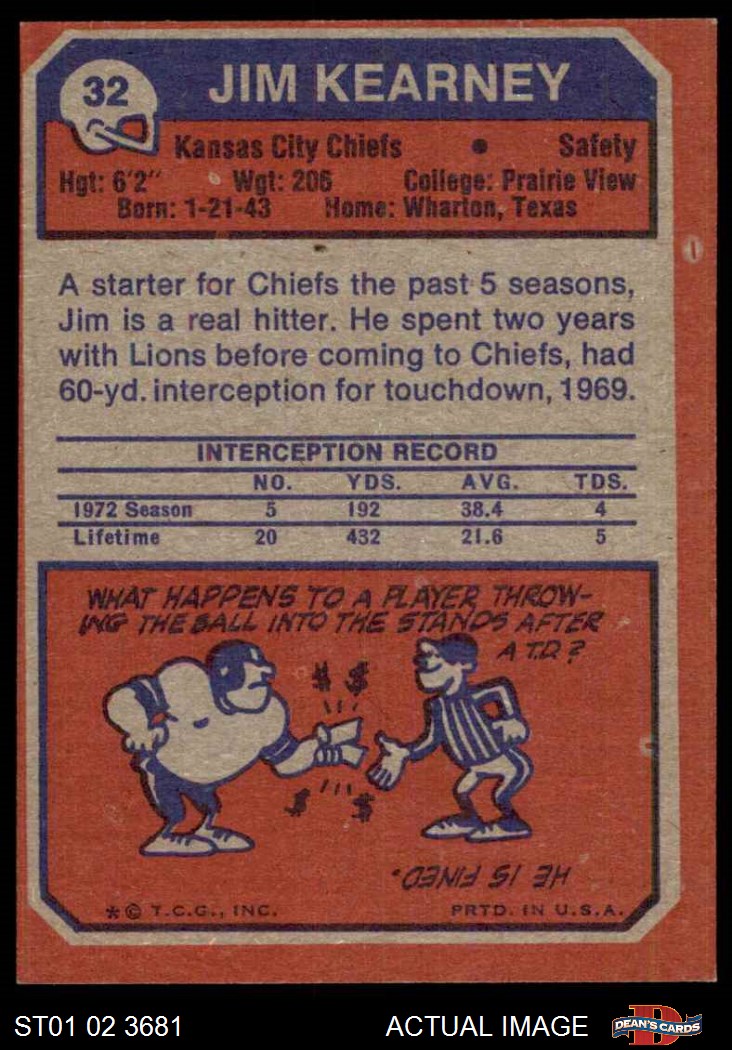 32
JIM KEARNEY
Kansas City Chiefs • Safety
Hgt: 6'2" Wgt: 206 College: Prairie View
Born: 1-21-43 Home: Wharton, Texas
A starter for Chiefs the past 5 seasons,
Jim is a real hitter. He spent two years
with Lions before coming to Chiefs, had
60-yd. interception for touchdown, 1969.
INTERCEPTION RECORD
NO. YDS. AVG. TDS.
1972 Season 5 192 38.4 4
Lifetime 20 432 21.6 5
WHAT HAPPENS TO A PLAYER THROW-
ING THE BALL INTO THE STANDS AFTER
A T.D.?
$ $
$ $
HE IS FINED.
*© T.C.G., INC. PRTD. IN U.S.A.
ST01 02 3681 ACTUAL IMAGE D DEAN'S CARDS